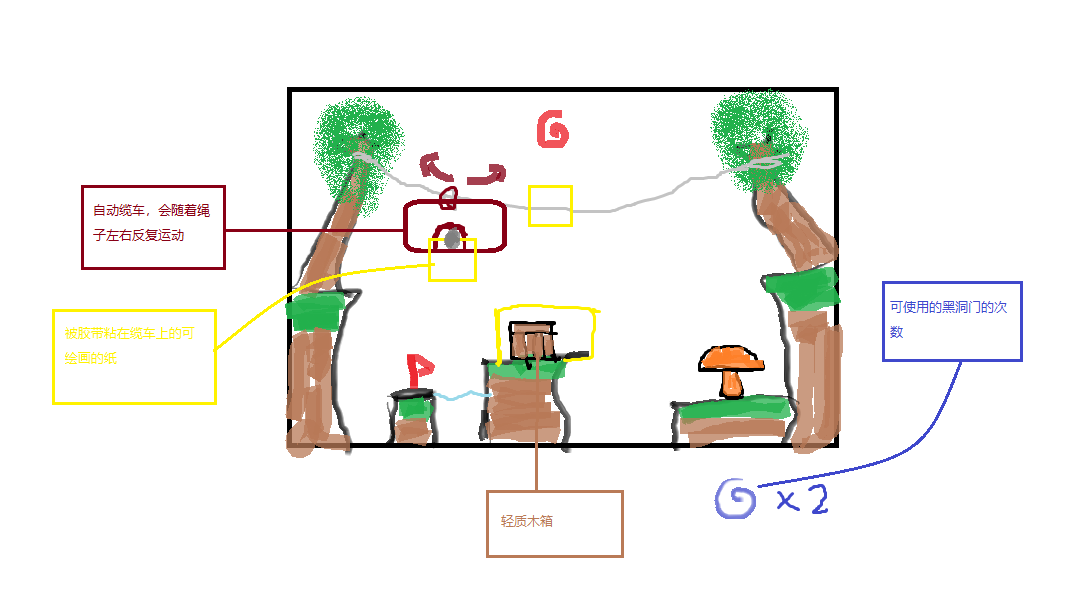 G
自动缆车，会随着绳
子左右反复运动
可使用的黑洞门的次
数
被胶带粘在缆车上的可
绘画的纸
P
x2
轻质木箱